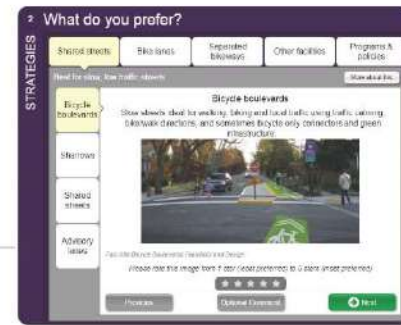 2 What do you prefer?
STRATEGIES
Shared streets
Bike lanes
Separated bikeways
Other facilities
Programs & policies
Best for slow, low traffic streets
Bicycle boulevards
Sharrows
Shared streets
Advisory lanes
Bicycle boulevards
Slow streets ideal for walking, biking and local traffic using traffic calming,
bike/walk directions, and sometimes bicycle only connectors and green
infrastructure.
Please rate this image from 1 star (least preferred) to 5 stars (most preferred)
Previous
Optional Comment
Next